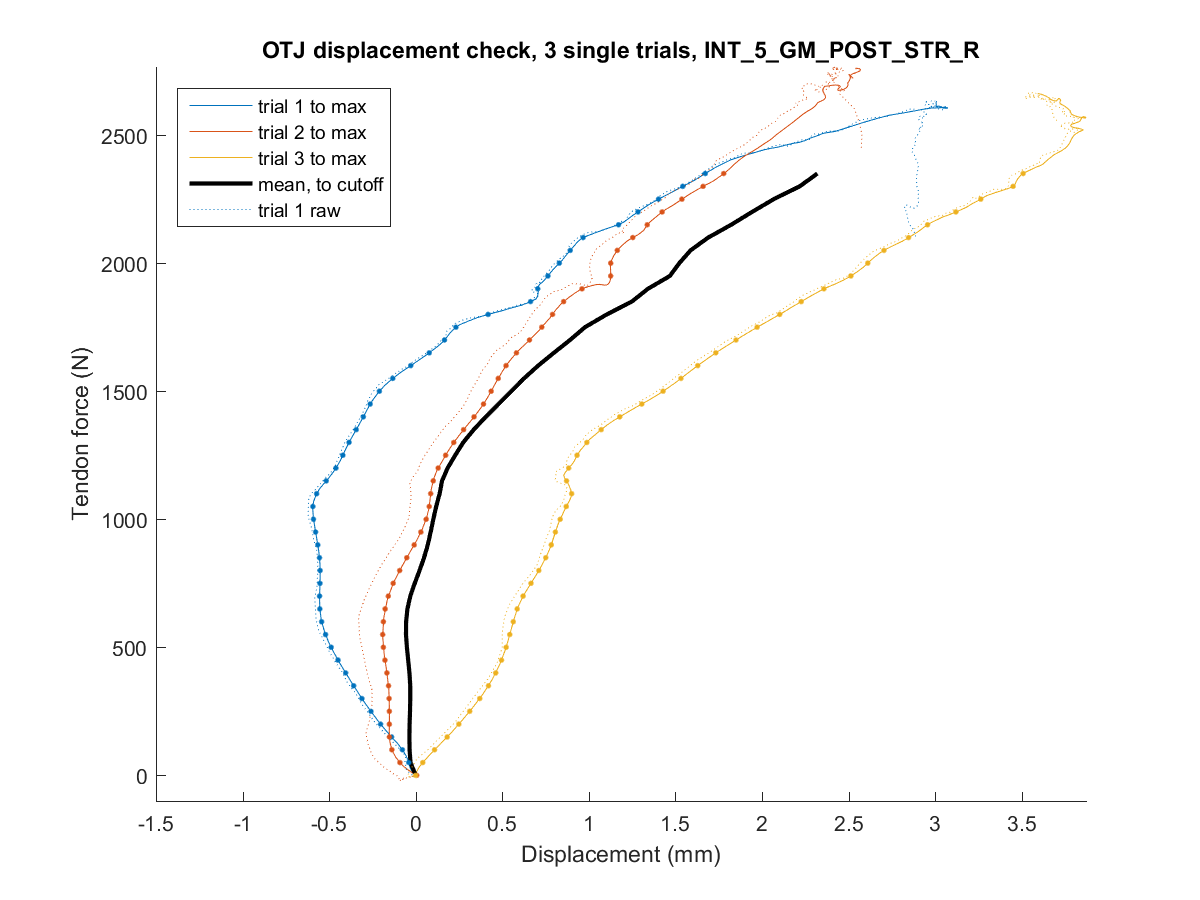 OTJ displacement check, 3 single trials, INT_5_GM_POST_STR_R
trial 1 to max
trial 2 to max
trial 3 to max
mean, to cutoff
trial 1 raw
Tendon force (N)
2500
2000
1500
1000
500
0
-1.5 -1 -0.5 0 0.5 1 1.5 2 2.5 3 3.5
Displacement (mm)